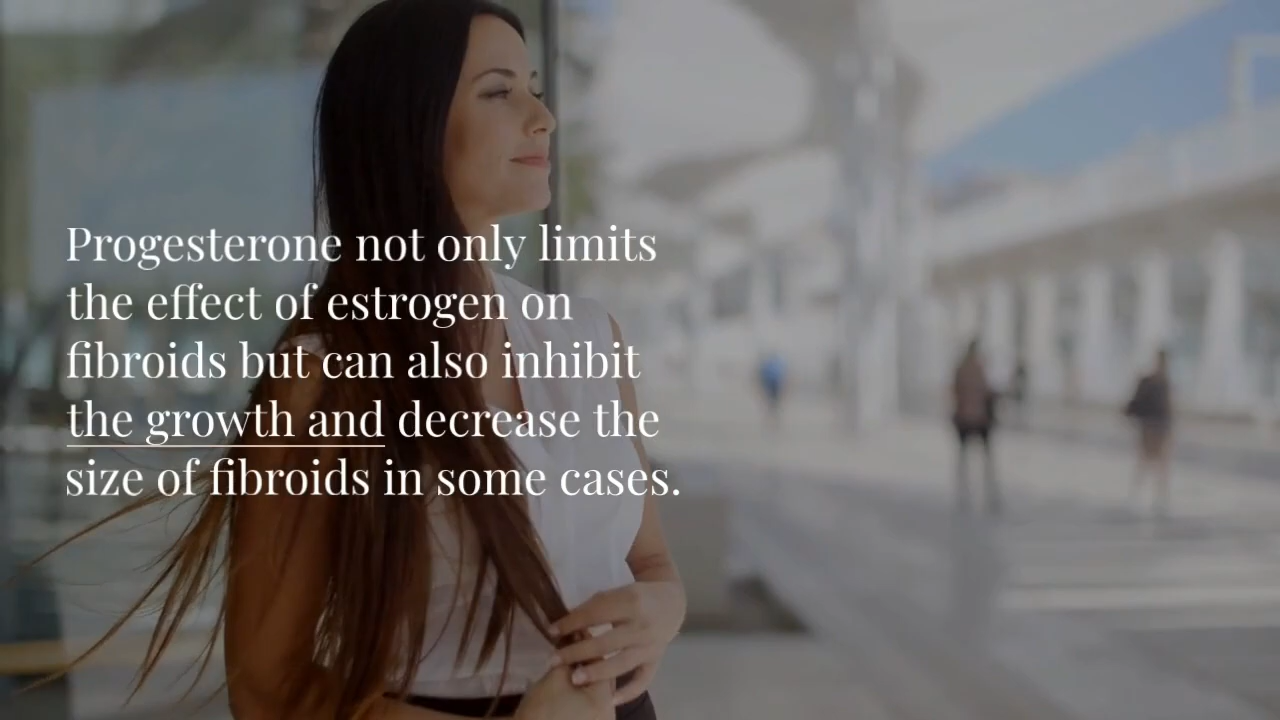 Progesterone not only limits
the effect of estrogen on
fibroids but can also inhibit
the growth and decrease the
size of fibroids in some cases.